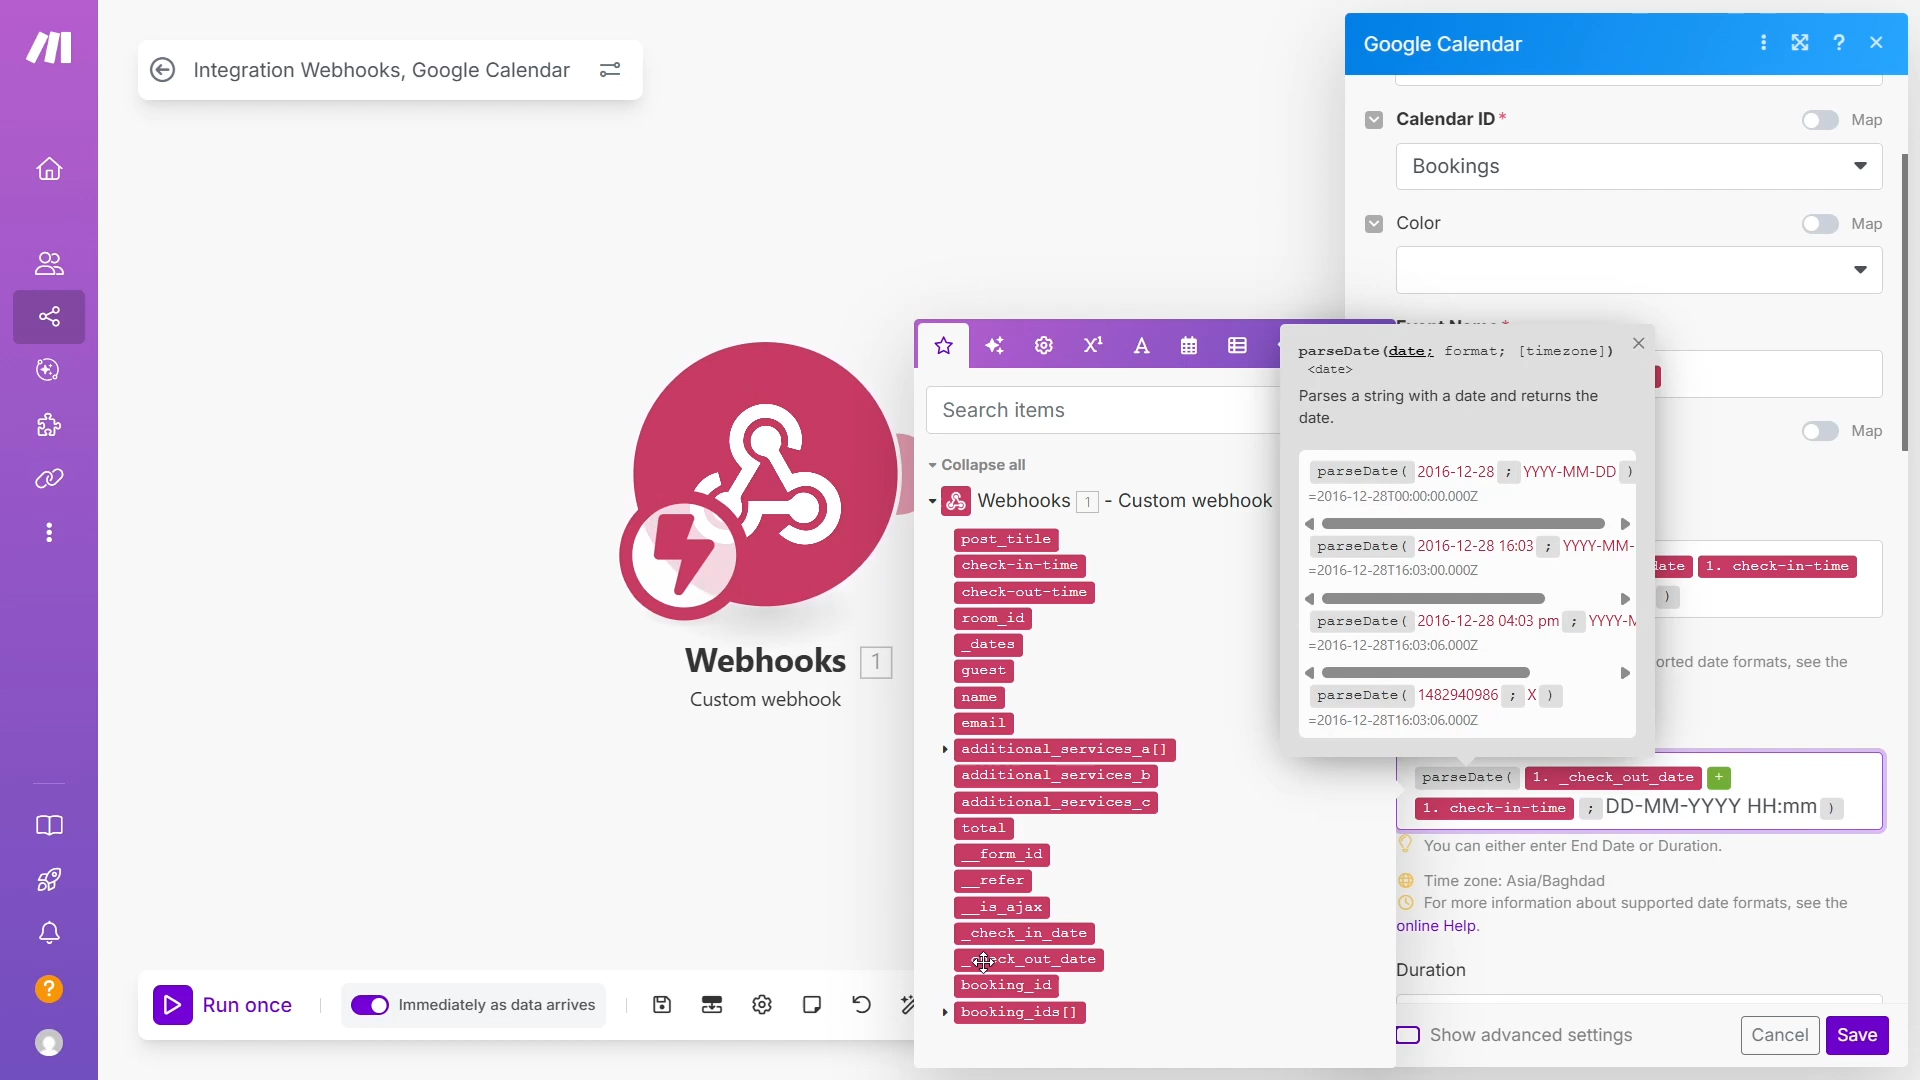 Integration Webhooks, Google Calendar
Webhooks 1
Custom webhook
Run once
Immediately as data arrives
Search items
Collapse all
Webhooks 1 - Custom webhook
post_title
check-in-time
check-out-time
room_id
_dates
guest
name
email
additional_services_a[]
additional_services_b
additional_services_c
total
__form_id
__refer
__is_ajax
_check_in_date
_check_out_date
booking_id
booking_ids[]
parseDate(date; format; [timezone])
<date>
Parses a string with a date and returns the
date.
parseDate( 2016-12-28 ; YYYY-MM-DD )
=2016-12-28T00:00:00.000Z
parseDate( 2016-12-28 16:03 ; YYYY-MM-
=2016-12-28T16:03:00.000Z
parseDate( 2016-12-28 04:03 pm ; YYYY-M
=2016-12-28T16:03:06.000Z
parseDate( 1482940986 ; X )
=2016-12-28T16:03:06.000Z
Google Calendar
?
Calendar ID*
Map
Bookings
Color
Map
Map
date 1. check-in-time
)
orted date formats, see the
parseDate( 1. _check_out_date +
1. check-in-time ; DD-MM-YYYY HH:mm )
You can either enter End Date or Duration.
Time zone: Asia/Baghdad
For more information about supported date formats, see the
online Help.
Duration
Show advanced settings
Cancel
Save